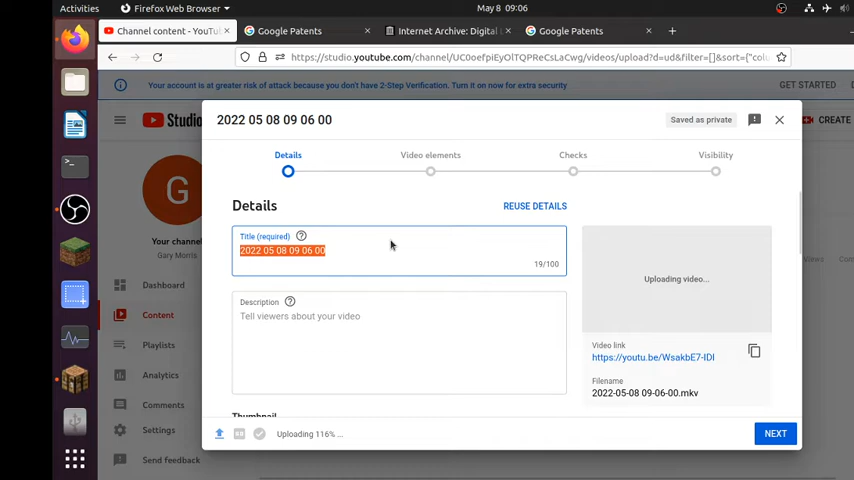 Activities
Firefox Web Browser
May 8 09:06
Channel content - YouTu
Google Patents
Internet Archive: Digital L
Google Patents
https://studio.youtube.com/channel/UC0oefpiEyOlTQPReCsLaCwg/videos/upload?d=ud&filter=[]&sort={"colu
Your account is at greater risk of attack because you don't have 2-Step Verification. Turn it on now for extra security
GET STARTED
Studio
CREATE
2022 05 08 09 06 00
Saved as private
Details
Video elements
Checks
Visibility
G
Your channel
Gary Morris
Dashboard
Content
Playlists
Analytics
Comments
Settings
Send feedback
Details
REUSE DETAILS
Title (required)
2022 05 08 09 06 00
19/100
Description
Tell viewers about your video
Thumbnail
Uploading video...
Video link
https://youtu.be/WsakbE7-IDI
Filename
2022-05-08 09-06-00.mkv
Views
Uploading 116% ...
NEXT